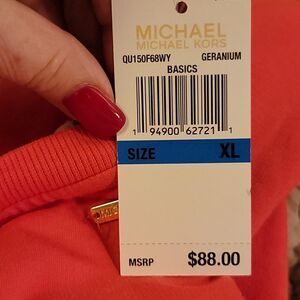 MICHAEL
MICHAEL KORS
QU150F68WY GERANIUM
BASICS
1 94900 62721 1
SIZE XL
MSRP $88.00